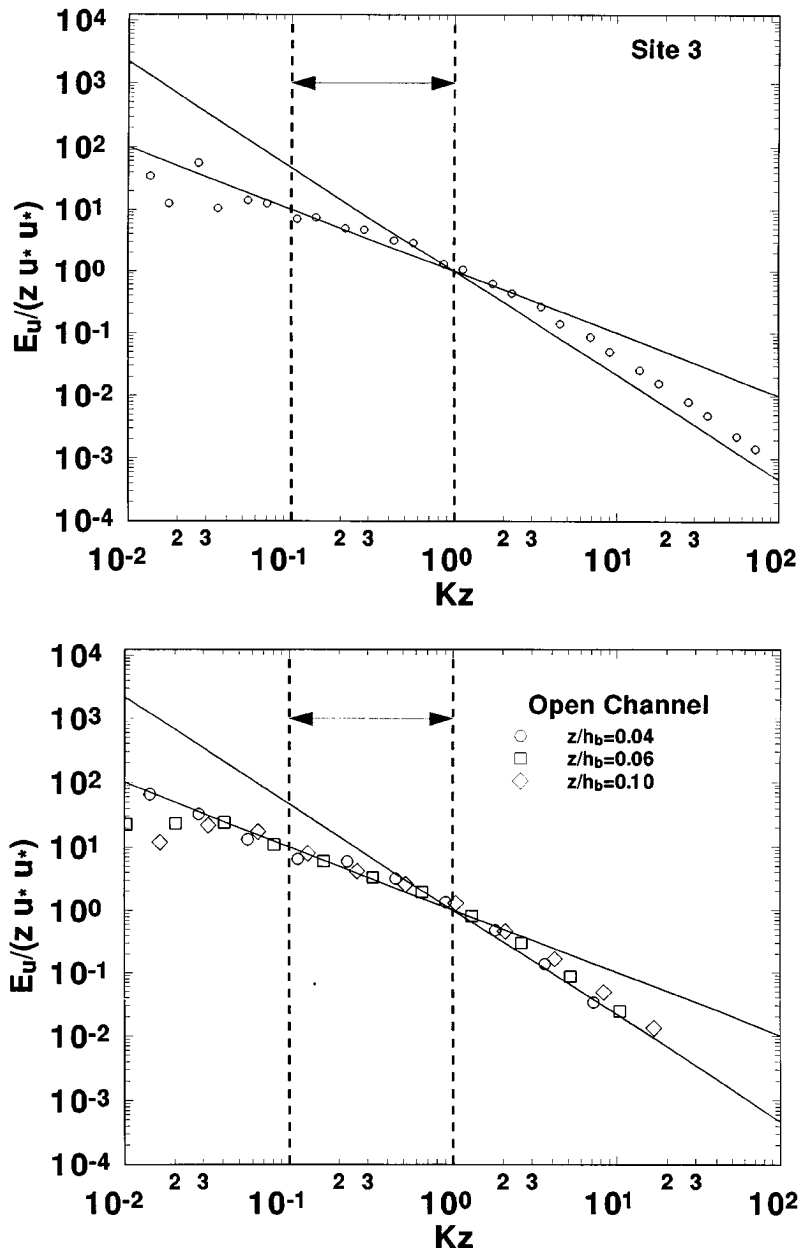 Site 3
10⁴
10³
10²
10¹
10⁰
10⁻¹
10⁻²
10⁻³
10⁻⁴
Eᵤ/(z u* u*)
10⁻² 2 3 10⁻¹ 2 3 10⁰ 2 3 10¹ 2 3 10²
Kz
Open Channel
z/h_b=0.04
z/h_b=0.06
z/h_b=0.10
10⁴
10³
10²
10¹
10⁰
10⁻¹
10⁻²
10⁻³
10⁻⁴
Eᵤ/(z u* u*)
10⁻² 2 3 10⁻¹ 2 3 10⁰ 2 3 10¹ 2 3 10²
Kz